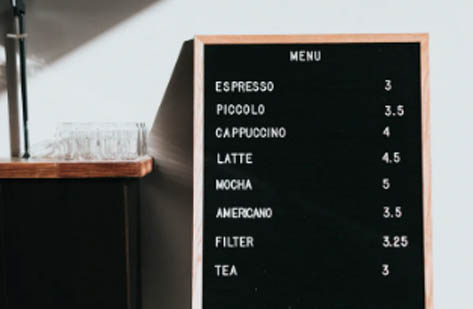 MENU
ESPRESSO 3
PICCOLO 3.5
CAPPUCCINO 4
LATTE 4.5
MOCHA 5
AMERICANO 3.5
FILTER 3.25
TEA 3